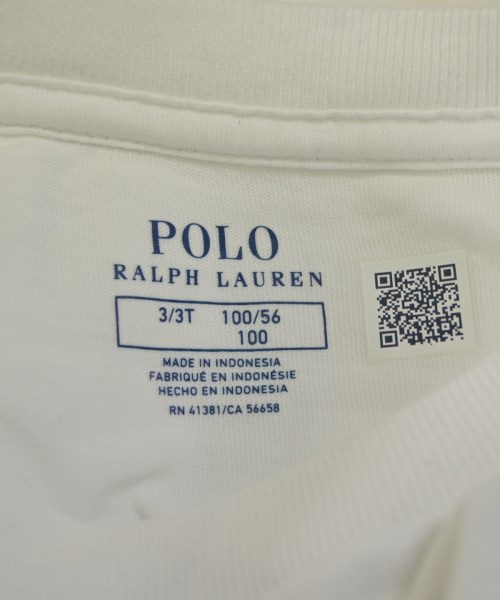 POLO
RALPH LAUREN
3/3T 100/56
100
MADE IN INDONESIA
FABRIQUÉ EN INDONÉSIE
HECHO EN INDONESIA
RN 41381/CA 56658